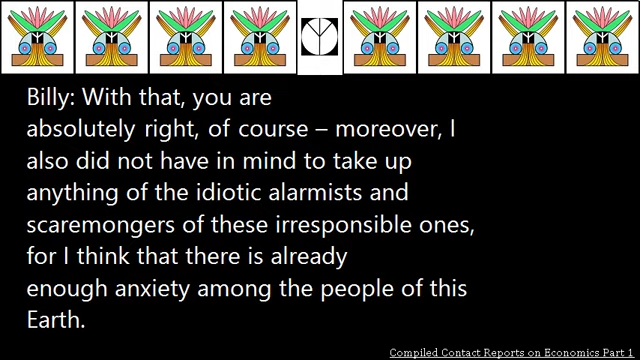 Billy: With that, you are
absolutely right, of course – moreover, I
also did not have in mind to take up
anything of the idiotic alarmists and
scaremongers of these irresponsible ones,
for I think that there is already
enough anxiety among the people of this
Earth.
Compiled Contact Reports on Economics Part 1